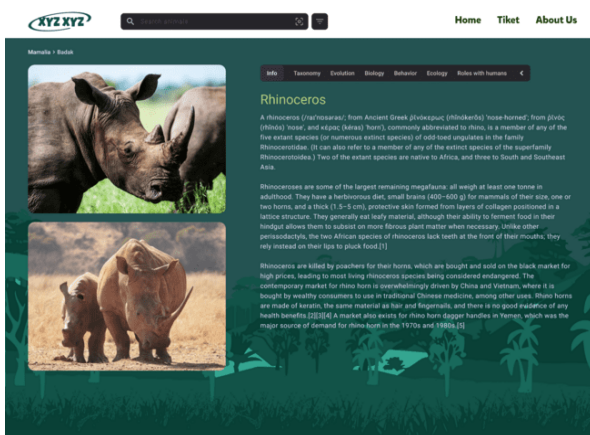 XYZ XYZ
Search animals
Home
Tiket
About Us
Mamalia > Badak
Info
Taxonomy
Evolution
Biology
Behavior
Ecology
Roles with humans
Rhinoceros
A rhinoceros (/raɪˈnɒsərəs/; from Ancient Greek ῥινόκερως (rhinókerōs) 'nose-horned'; from ῥίς
(rhinós) 'nose', and κέρας (kéras) 'horn'), commonly abbreviated to rhino, is a member of any of the
five extant species (or numerous extinct species) of odd-toed ungulates in the family
Rhinocerotidae. (It can also refer to a member of any of the extinct species of the superfamily
Rhinocerotoidea.) Two of the extant species are native to Africa, and three to South and Southeast
Asia.
Rhinoceroses are some of the largest remaining megafauna: all weigh at least one tonne in
adulthood. They have a herbivorous diet, small brains (400–600 g) for mammals of their size, one or
two horns, and a thick (1.5–5 cm), protective skin formed from layers of collagen positioned in a
lattice structure. They generally eat leafy material, although their ability to ferment food in their
hindgut allows them to subsist on more fibrous plant matter when necessary. Unlike other
perissodactyls, the two African species of rhinoceros lack teeth at the front of their mouths; they
rely instead on their lips to pluck food.[1]
Rhinoceros are killed by poachers for their horns, which are bought and sold on the black market for
high prices, leading to most living rhinoceros species being considered endangered. The
contemporary market for rhino horn is overwhelmingly driven by China and Vietnam, where it is
bought by wealthy consumers to use in traditional Chinese medicine, among other uses. Rhino horns
are made of keratin, the same material as hair and fingernails, and there is no good evidence of any
health benefits.[2][3][4] A market also exists for rhino horn dagger handles in Yemen, which was the
major source of demand for rhino horn in the 1970s and 1980s.[5]